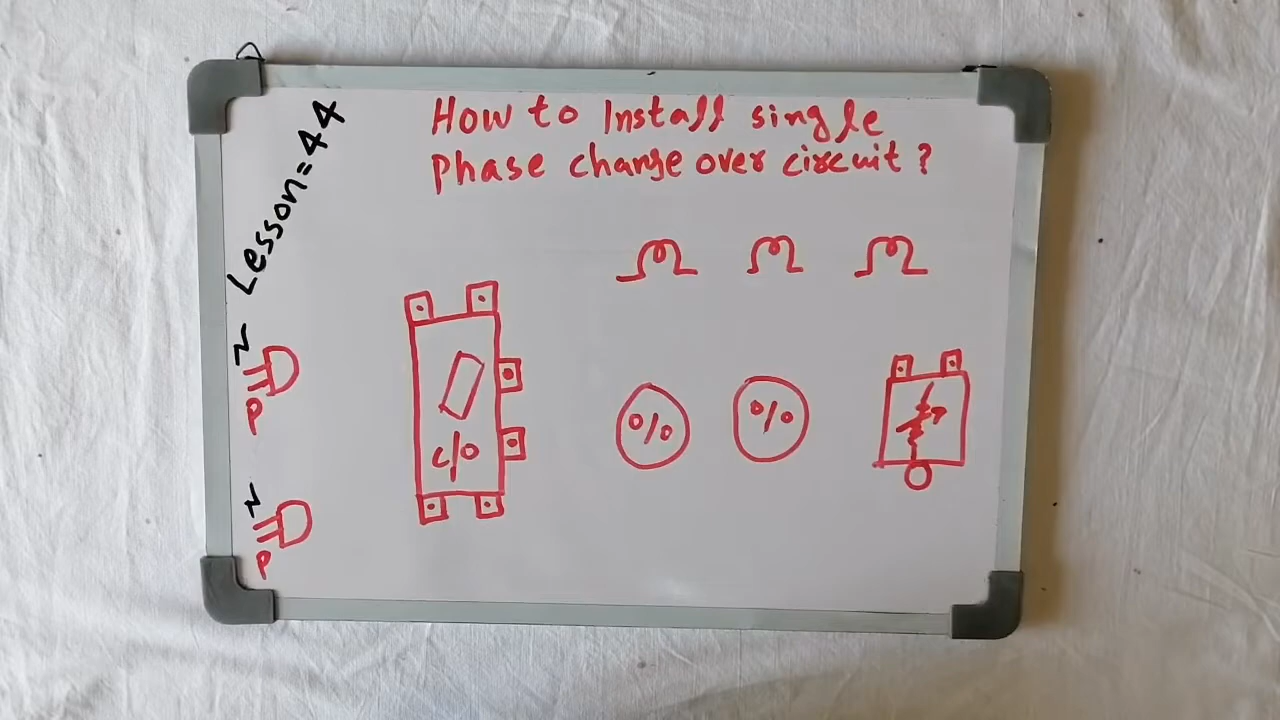 Lesson=44
How to Install single
phase change over circuit?
N
P
N
P
c/o